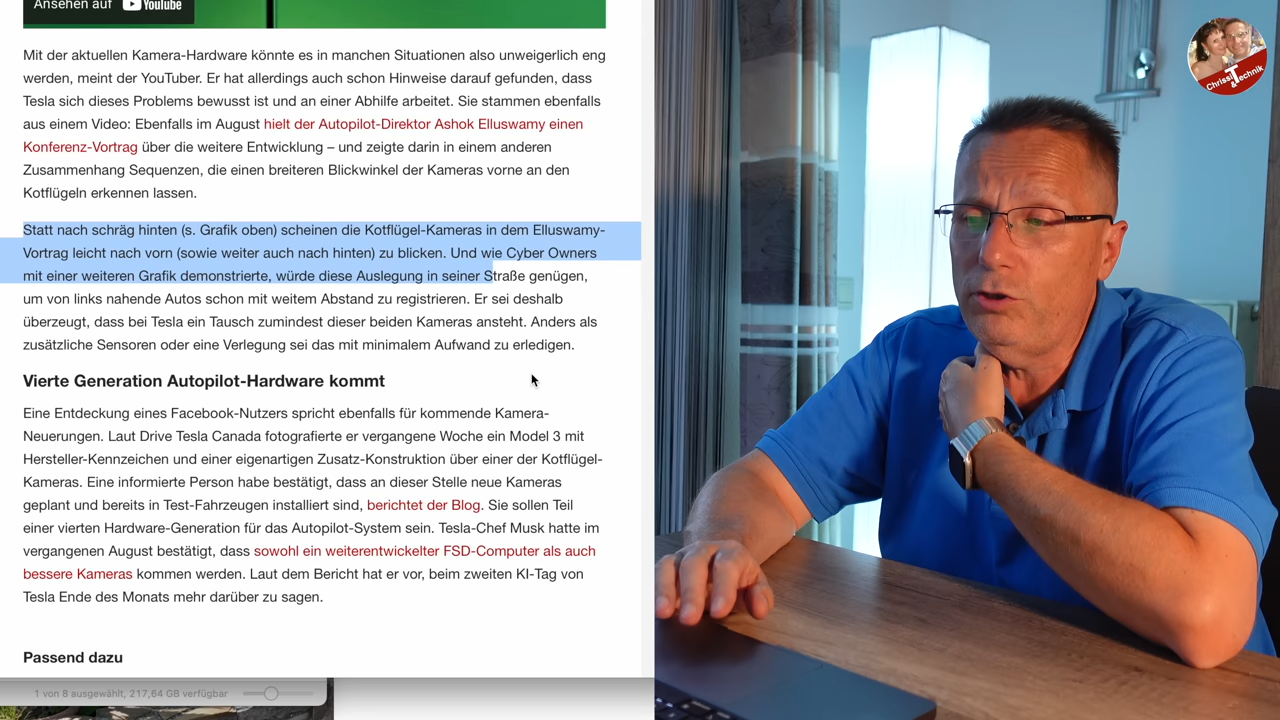 Ansehen auf YouTube
Mit der aktuellen Kamera-Hardware könnte es in manchen Situationen also unweigerlich eng
werden, meint der YouTuber. Er hat allerdings auch schon Hinweise darauf gefunden, dass
Tesla sich dieses Problems bewusst ist und an einer Abhilfe arbeitet. Sie stammen ebenfalls
aus einem Video: Ebenfalls im August hielt der Autopilot-Direktor Ashok Elluswamy einen
Konferenz-Vortrag über die weitere Entwicklung – und zeigte darin in einem anderen
Zusammenhang Sequenzen, die einen breiteren Blickwinkel der Kameras vorne an den
Kotflügeln erkennen lassen.
Statt nach schräg hinten (s. Grafik oben) scheinen die Kotflügel-Kameras in dem Elluswamy-
Vortrag leicht nach vorn (sowie weiter auch nach hinten) zu blicken. Und wie Cyber Owners
mit einer weiteren Grafik demonstrierte, würde diese Auslegung in seiner Straße genügen,
um von links nahende Autos schon mit weitem Abstand zu registrieren. Er sei deshalb
überzeugt, dass bei Tesla ein Tausch zumindest dieser beiden Kameras ansteht. Anders als
zusätzliche Sensoren oder eine Verlegung sei das mit minimalem Aufwand zu erledigen.
Vierte Generation Autopilot-Hardware kommt
Eine Entdeckung eines Facebook-Nutzers spricht ebenfalls für kommende Kamera-
Neuerungen. Laut Drive Tesla Canada fotografierte er vergangene Woche ein Model 3 mit
Hersteller-Kennzeichen und einer eigenartigen Zusatz-Konstruktion über einer der Kotflügel-
Kameras. Eine informierte Person habe bestätigt, dass an dieser Stelle neue Kameras
geplant und bereits in Test-Fahrzeugen installiert sind, berichtet der Blog. Sie sollen Teil
einer vierten Hardware-Generation für das Autopilot-System sein. Tesla-Chef Musk hatte im
vergangenen August bestätigt, dass sowohl ein weiterentwickelter FSD-Computer als auch
bessere Kameras kommen werden. Laut dem Bericht hat er vor, beim zweiten KI-Tag von
Tesla Ende des Monats mehr darüber zu sagen.
Passend dazu
1 von 8 ausgewählt, 217,64 GB verfügbar
Chrissi T &Technik